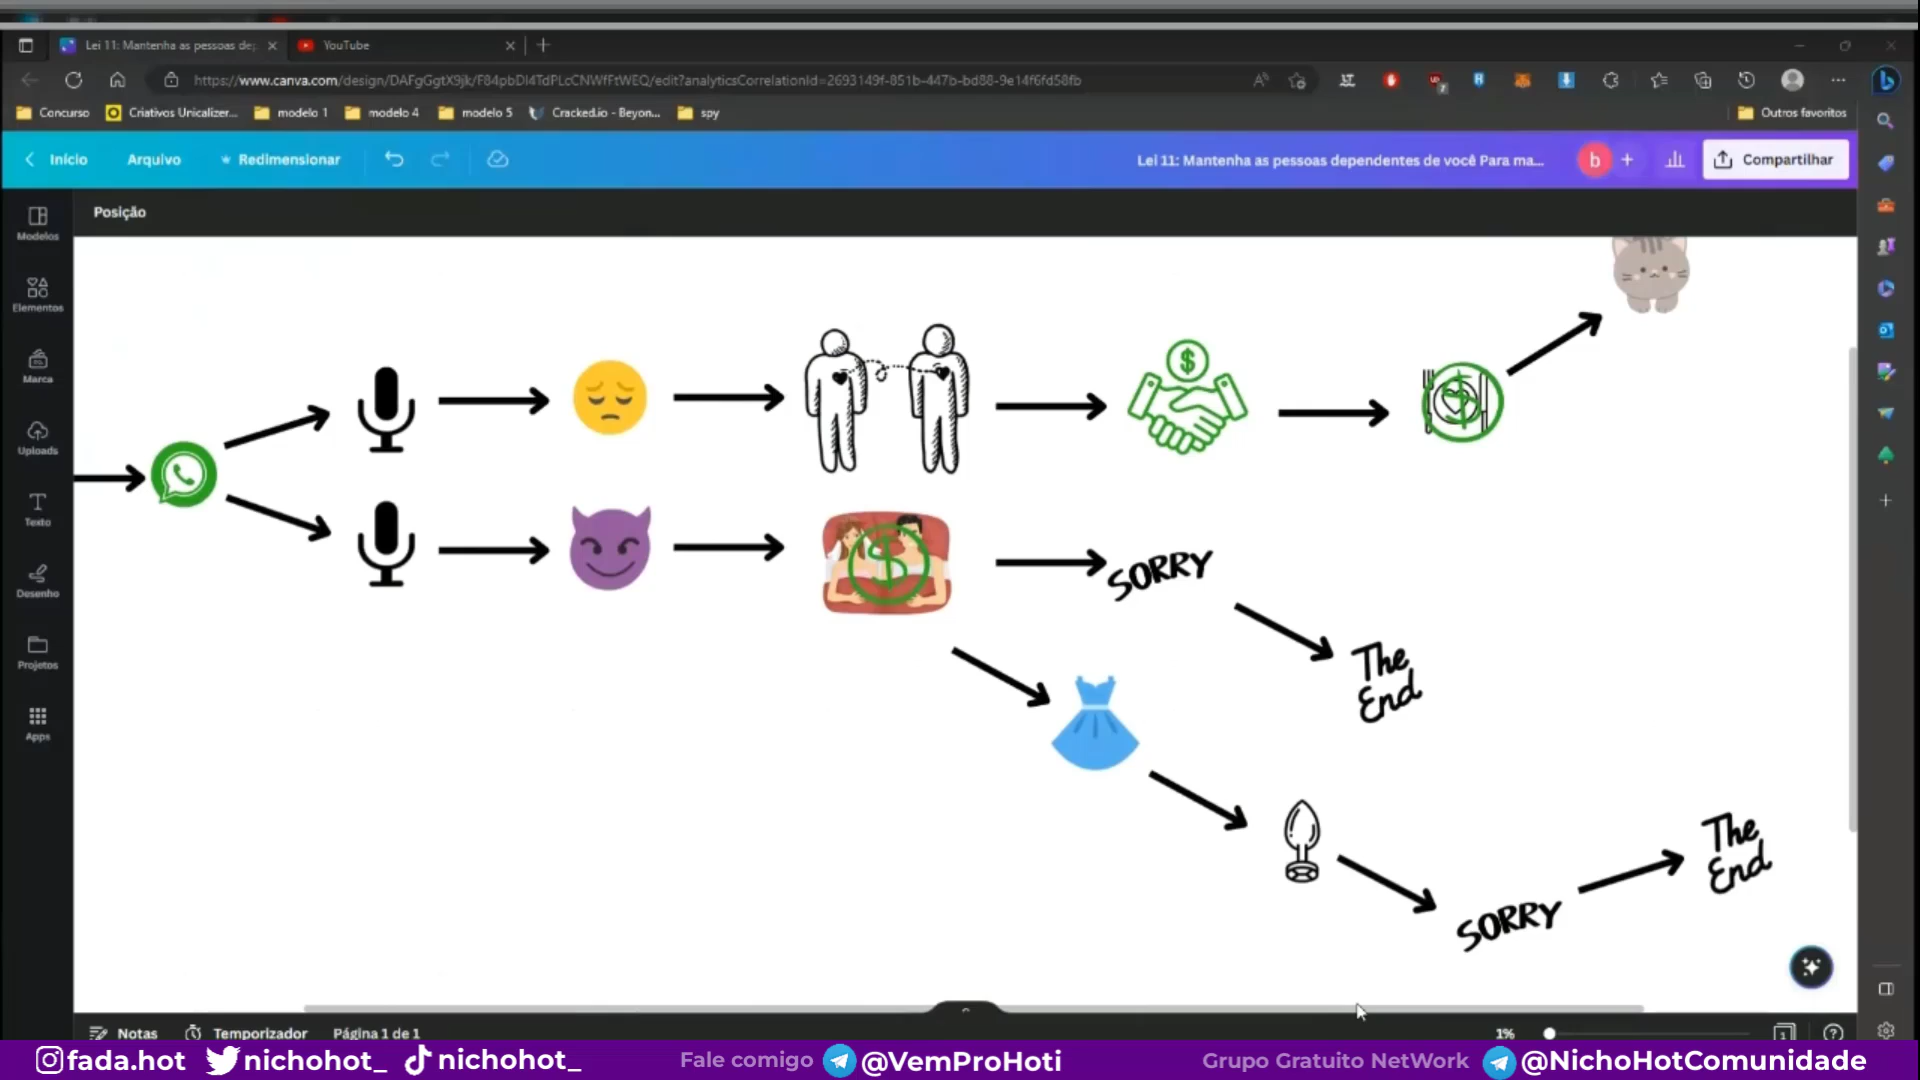 Lei 11: Mantenha as pessoas de;
YouTube
https://www.canva.com/design/DAFgGgtX9jk/F84pbDI4TdPLcCNWfFtWEQ/edit?analyticsCorrelationId=2693149f-851b-447b-bd88-9e14f6fd58fb
Concurso
Criativos Unicalizer...
modelo 1
modelo 4
modelo 5
Cracked.io - Beyon...
spy
Outros favoritos
Início
Arquivo
Redimensionar
Lei 11: Mantenha as pessoas dependentes de você Para ma...
b
Compartilhar
Posição
Modelos
Elementos
Marca
Uploads
Texto
Desenho
Projetos
Apps
$
$
$
SORRY
The
End
SORRY
The
End
Notas
Temporizador
Página 1 de 1
1%
1
fada.hot
nichohot_
nichohot_
Fale comigo
@VemProHoti
Grupo Gratuito NetWork
@NichoHotComunidade